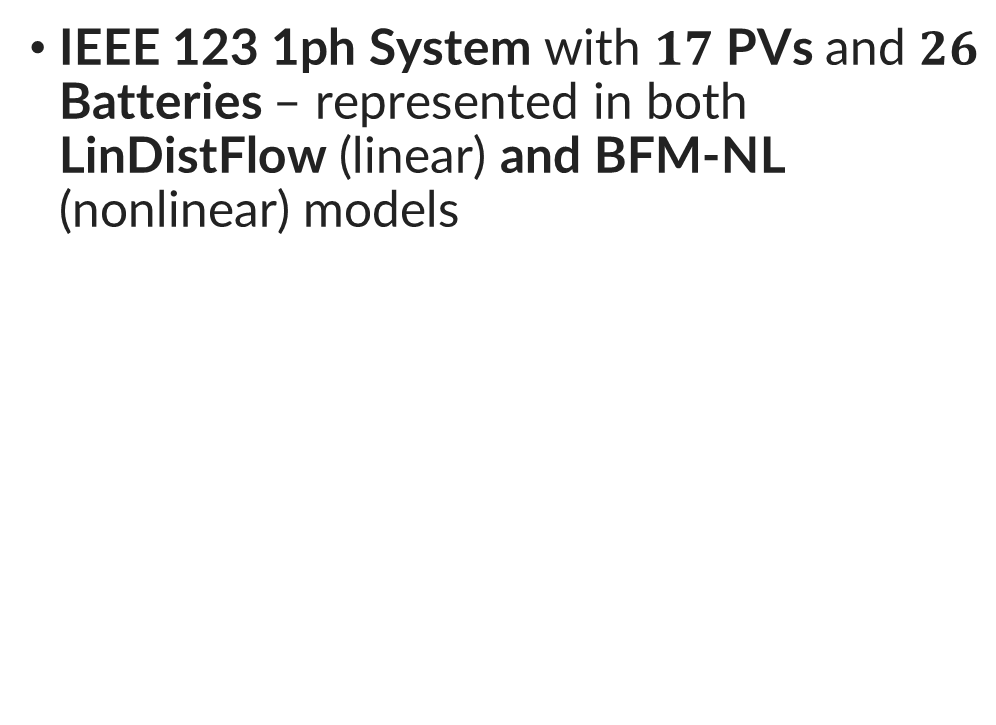 • IEEE 123 1ph System with 17 PVs and 26
Batteries – represented in both
LinDistFlow (linear) and BFM-NL
(nonlinear) models